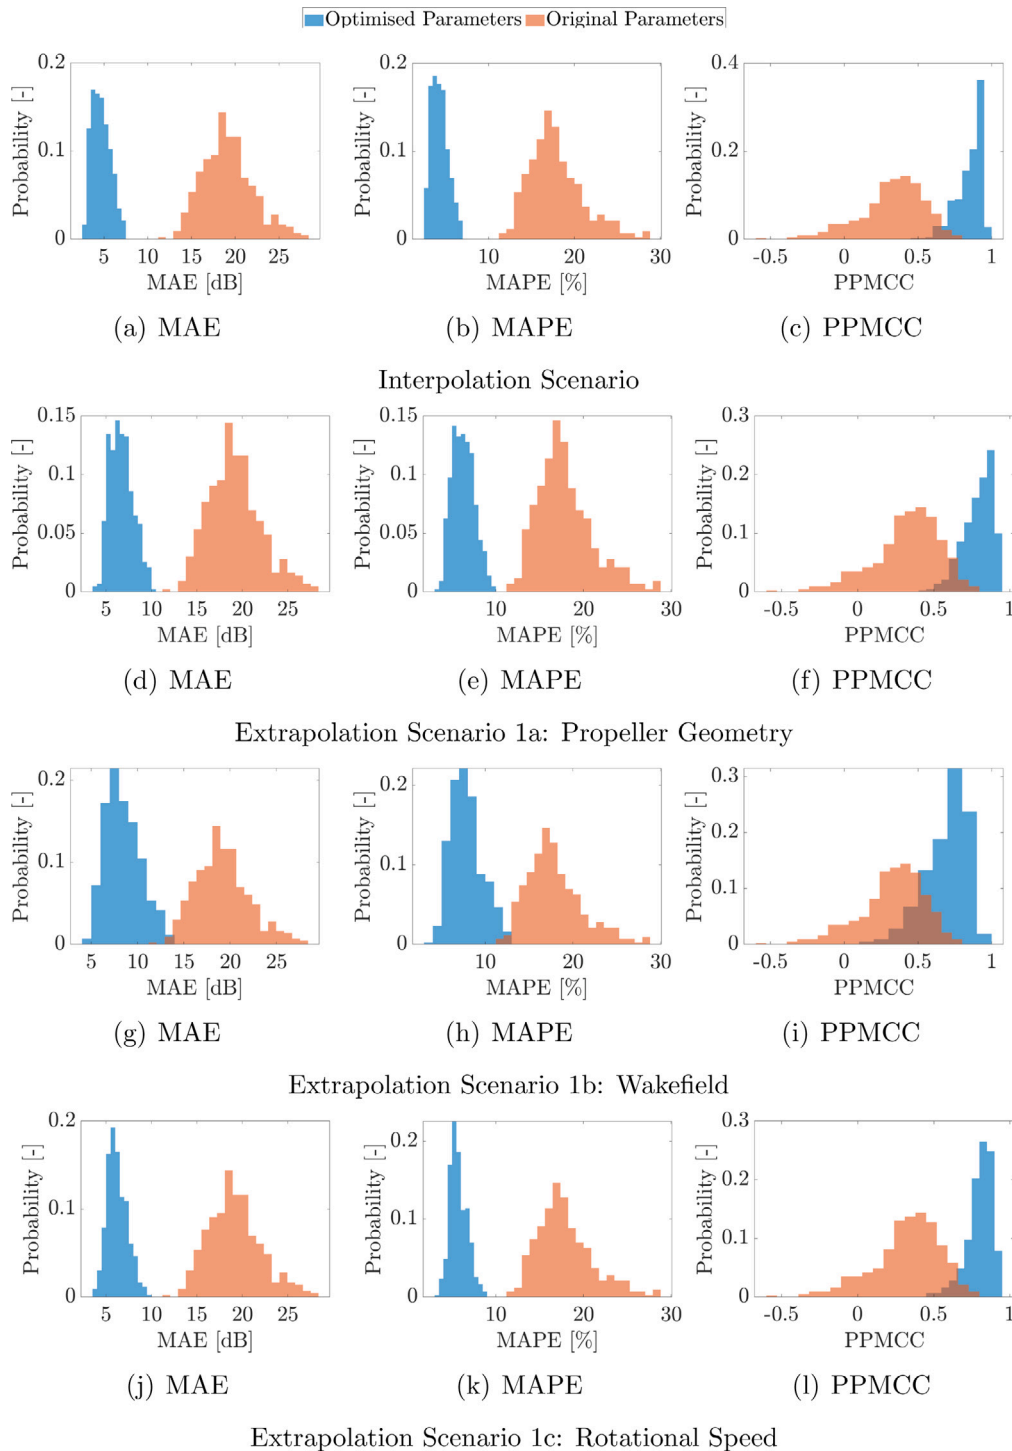 Optimised Parameters Original Parameters
0.2 0.2 0.4
Probability [-] Probability [-] Probability [-]
0.1 0.1 0.2
0 0 0
5 10 15 20 25 10 20 30 -0.5 0 0.5 1
MAE [dB] MAPE [%] PPMCC
(a) MAE (b) MAPE (c) PPMCC
Interpolation Scenario
0.15 0.15 0.3
Probability [-] Probability [-] Probability [-]
0.1 0.1 0.2
0.05 0.05 0.1
0 0 0
5 10 15 20 25 10 20 30 -0.5 0 0.5 1
MAE [dB] MAPE [%] PPMCC
(d) MAE (e) MAPE (f) PPMCC
Extrapolation Scenario 1a: Propeller Geometry
0.2 0.2 0.3
Probability [-] Probability [-] Probability [-]
0.2
0.1 0.1 0.1
0 0 0
5 10 15 20 25 10 20 30 -0.5 0 0.5 1
MAE [dB] MAPE [%] PPMCC
(g) MAE (h) MAPE (i) PPMCC
Extrapolation Scenario 1b: Wakefield
0.2 0.2 0.3
Probability [-] Probability [-] Probability [-]
0.2
0.1 0.1 0.1
0 0 0
5 10 15 20 25 10 20 30 -0.5 0 0.5 1
MAE [dB] MAPE [%] PPMCC
(j) MAE (k) MAPE (l) PPMCC
Extrapolation Scenario 1c: Rotational Speed